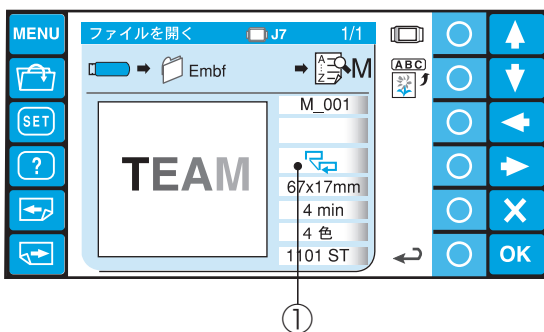 MENU
ファイルを開く J7 1/1
ABC
Embf
A Z M
SET
M_001
?
TEAM
67x17mm
4 min
4 色
1101 ST
OK
①